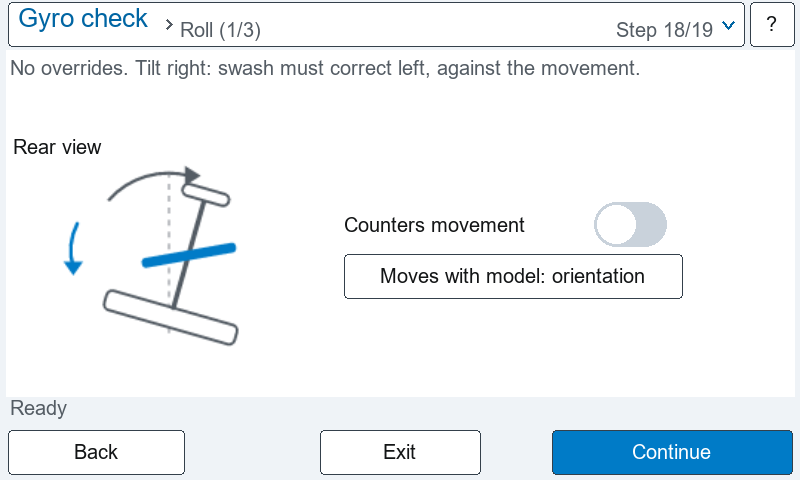 Gyro check > Roll (1/3) Step 18/19 ?
No overrides. Tilt right: swash must correct left, against the movement.
Rear view
Counters movement
Moves with model: orientation
Ready
Back Exit Continue